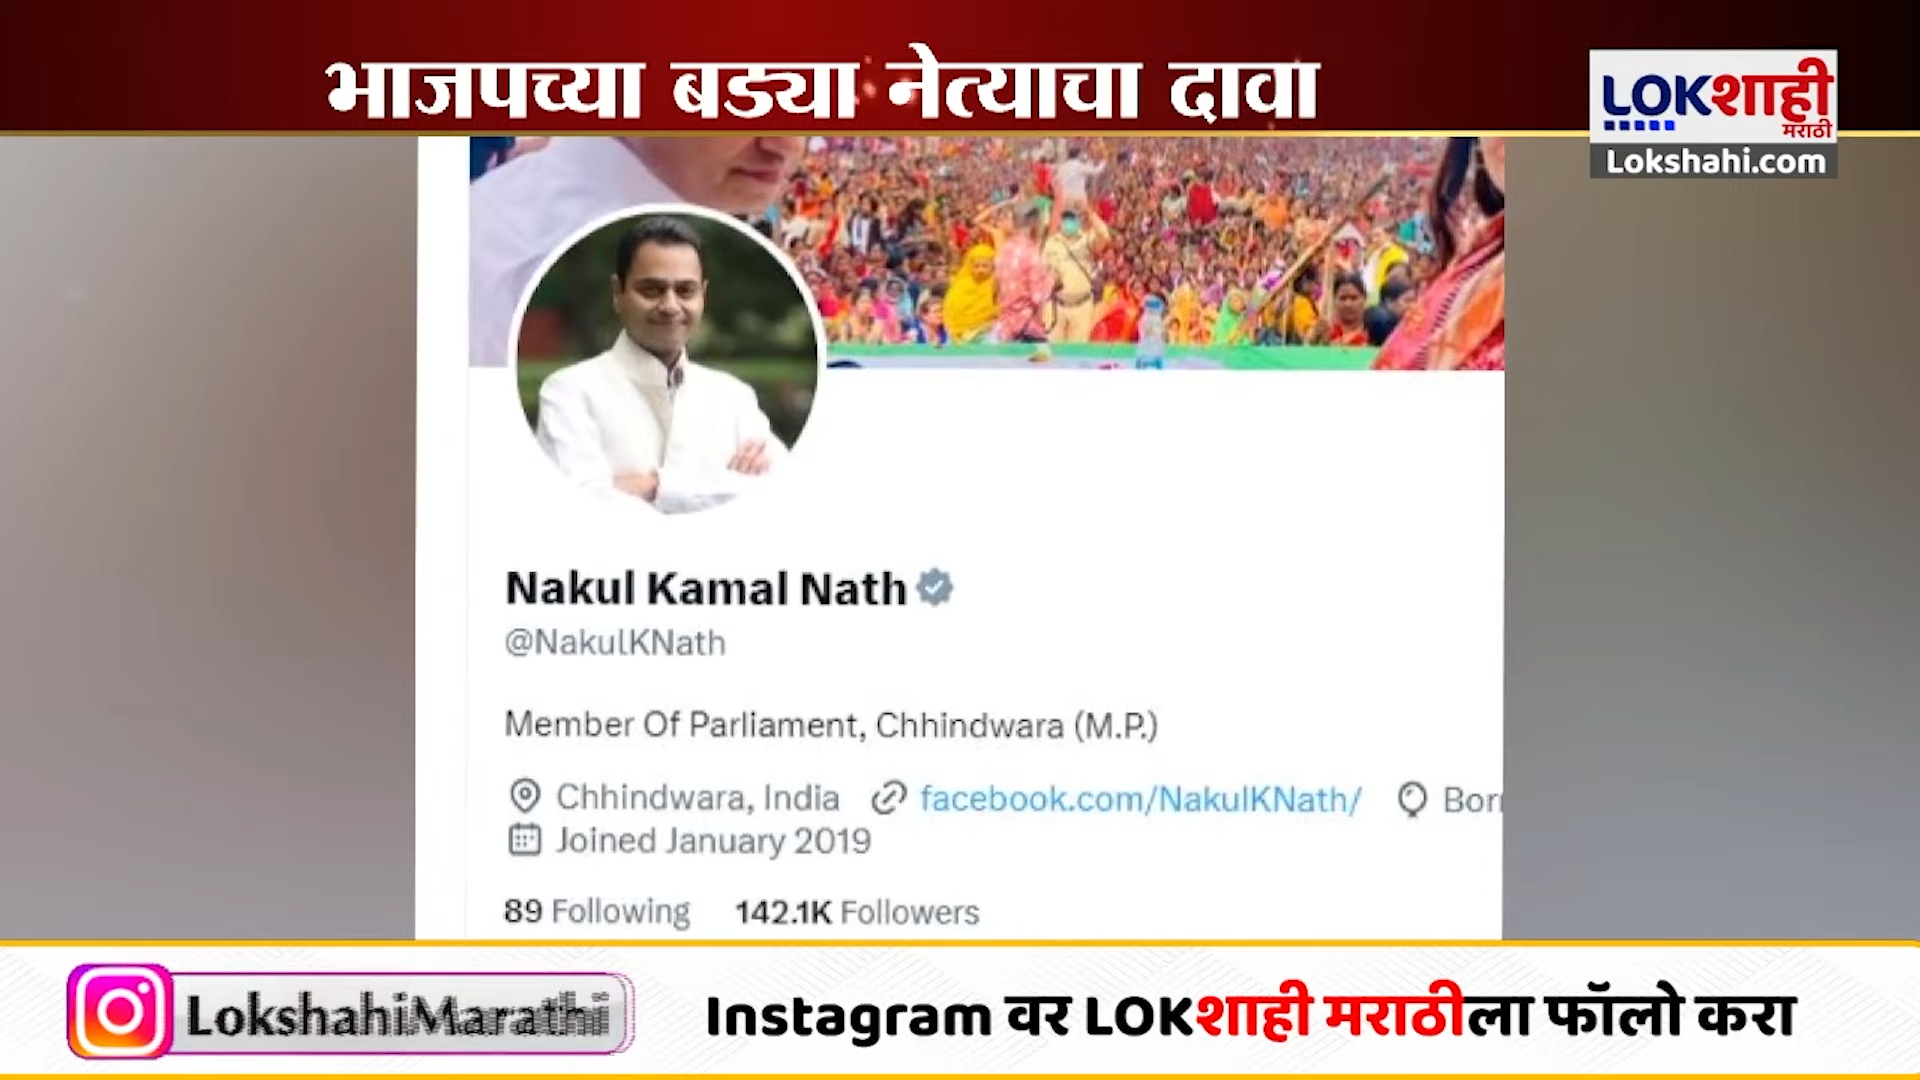 भाजपच्या बड्या नेत्याचा दावा
LOKशाही
मराठी
Lokshahi.com
Nakul Kamal Nath
@NakulKNath
Member Of Parliament, Chhindwara (M.P.)
Chhindwara, India facebook.com/NakulKNath/
Joined January 2019
89 Following 142.1K Followers
LokshahiMarathi
Instagram वर LOKशाही मराठीला फॉलो करा